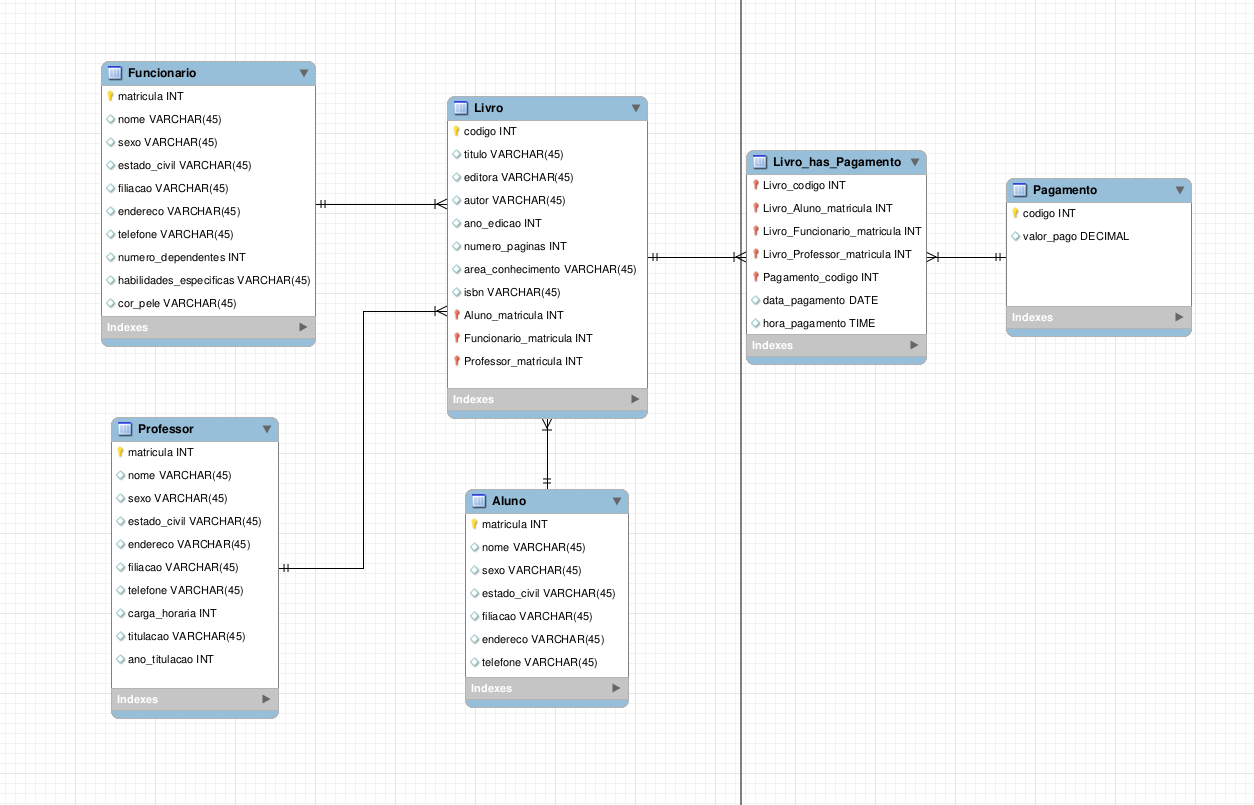 Funcionario
matricula INT
nome VARCHAR(45)
sexo VARCHAR(45)
estado_civil VARCHAR(45)
filiacao VARCHAR(45)
endereco VARCHAR(45)
telefone VARCHAR(45)
numero_dependentes INT
habilidades_especificas VARCHAR(45)
cor_pele VARCHAR(45)
Indexes
Livro
codigo INT
titulo VARCHAR(45)
editora VARCHAR(45)
autor VARCHAR(45)
ano_edicao INT
numero_paginas INT
area_conhecimento VARCHAR(45)
isbn VARCHAR(45)
Aluno_matricula INT
Funcionario_matricula INT
Professor_matricula INT
Indexes
Livro_has_Pagamento
Livro_codigo INT
Livro_Aluno_matricula INT
Livro_Funcionario_matricula INT
Livro_Professor_matricula INT
Pagamento_codigo INT
data_pagamento DATE
hora_pagamento TIME
Indexes
Pagamento
codigo INT
valor_pago DECIMAL
Indexes
Professor
matricula INT
nome VARCHAR(45)
sexo VARCHAR(45)
estado_civil VARCHAR(45)
endereco VARCHAR(45)
filiacao VARCHAR(45)
telefone VARCHAR(45)
carga_horaria INT
titulacao VARCHAR(45)
ano_titulacao INT
Indexes
Aluno
matricula INT
nome VARCHAR(45)
sexo VARCHAR(45)
estado_civil VARCHAR(45)
filiacao VARCHAR(45)
endereco VARCHAR(45)
telefone VARCHAR(45)
Indexes